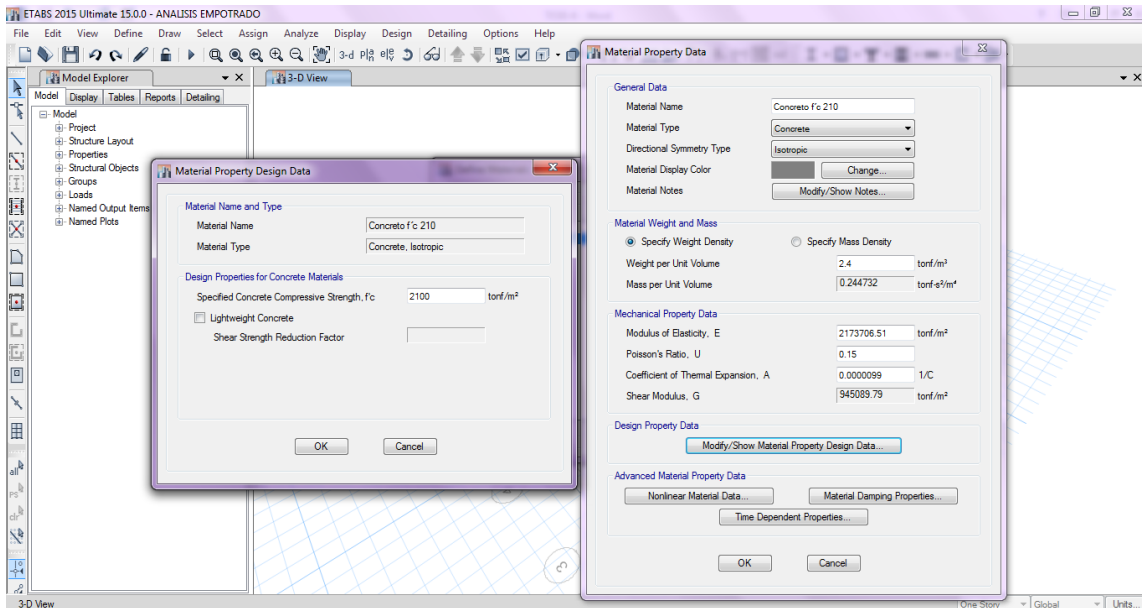 ETABS 2015 Ultimate 15.0.0 - ANALISIS EMPOTRADO
File Edit View Define Draw Select Assign Analyze Display Design Detailing Options Help
3-d
Model Explorer
Model Display Tables Reports Detailing
Model
Project
Structure Layout
Properties
Structural Objects
Groups
Loads
Named Output Items
Named Plots
3-D View
Material Property Design Data
Material Name and Type
Material Name Concreto f´c 210
Material Type Concrete, Isotropic
Design Properties for Concrete Materials
Specified Concrete Compressive Strength, f'c 2100 tonf/m²
Lightweight Concrete
Shear Strength Reduction Factor
OK Cancel
Material Property Data
General Data
Material Name Concreto f´c 210
Material Type Concrete
Directional Symmetry Type Isotropic
Material Display Color Change...
Material Notes Modify/Show Notes...
Material Weight and Mass
Specify Weight Density Specify Mass Density
Weight per Unit Volume 2.4 tonf/m³
Mass per Unit Volume 0.244732 tonf-s²/m⁴
Mechanical Property Data
Modulus of Elasticity, E 2173706.51 tonf/m²
Poisson's Ratio, U 0.15
Coefficient of Thermal Expansion, A 0.0000099 1/C
Shear Modulus, G 945089.79 tonf/m²
Design Property Data
Modify/Show Material Property Design Data...
Advanced Material Property Data
Nonlinear Material Data... Material Damping Properties...
Time Dependent Properties...
OK Cancel
all
ps
clr
3-D View One Story Global Units...